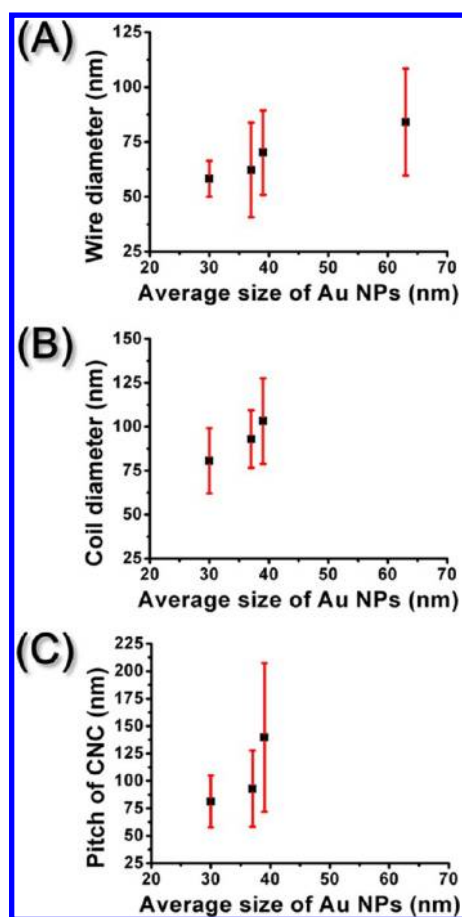 (A)
125
100
75
50
25
Wire diameter (nm)
20 30 40 50 60 70
Average size of Au NPs (nm)
(B)
150
125
100
75
50
25
Coil diameter (nm)
20 30 40 50 60 70
Average size of Au NPs (nm)
(C)
225
200
175
150
125
100
75
50
25
Pitch of CNC (nm)
20 30 40 50 60 70
Average size of Au NPs (nm)